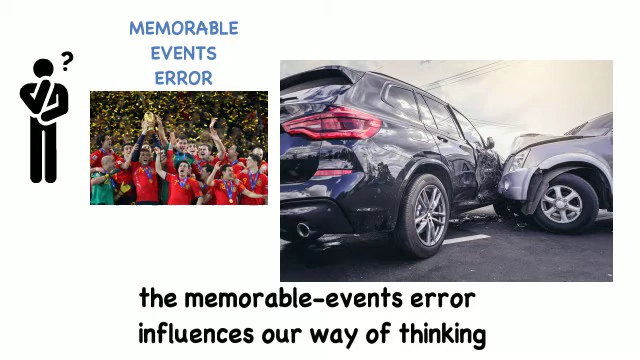 MEMORABLE
EVENTS
ERROR
?
the memorable-events error
influences our way of thinking